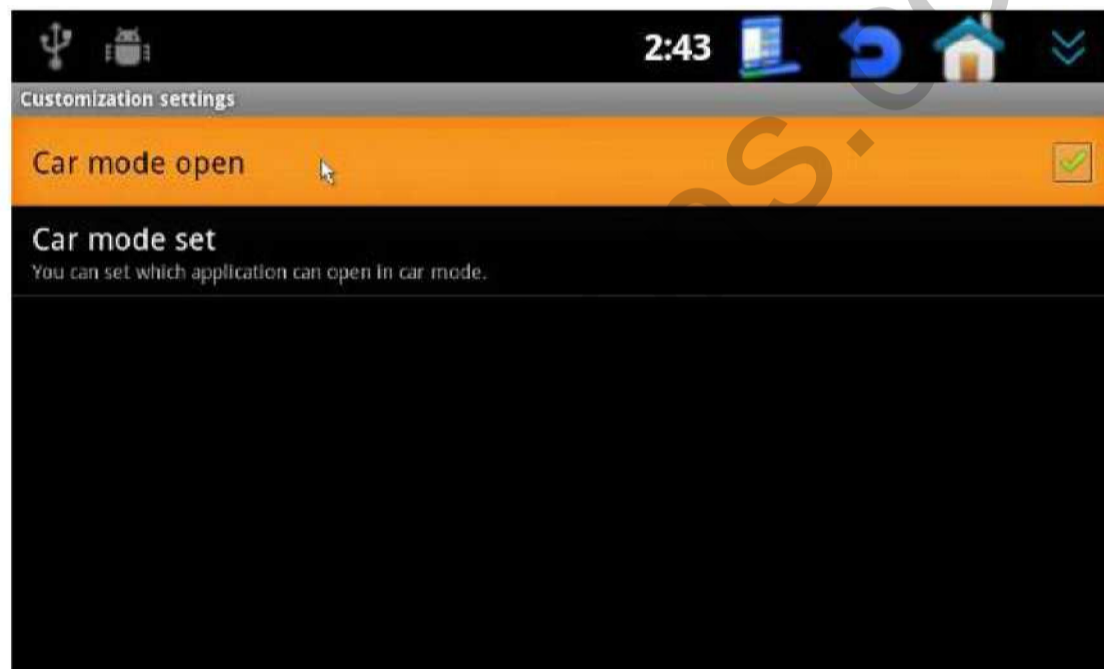 2:43
Customization settings
Car mode open
Car mode set
You can set which application can open in car mode.